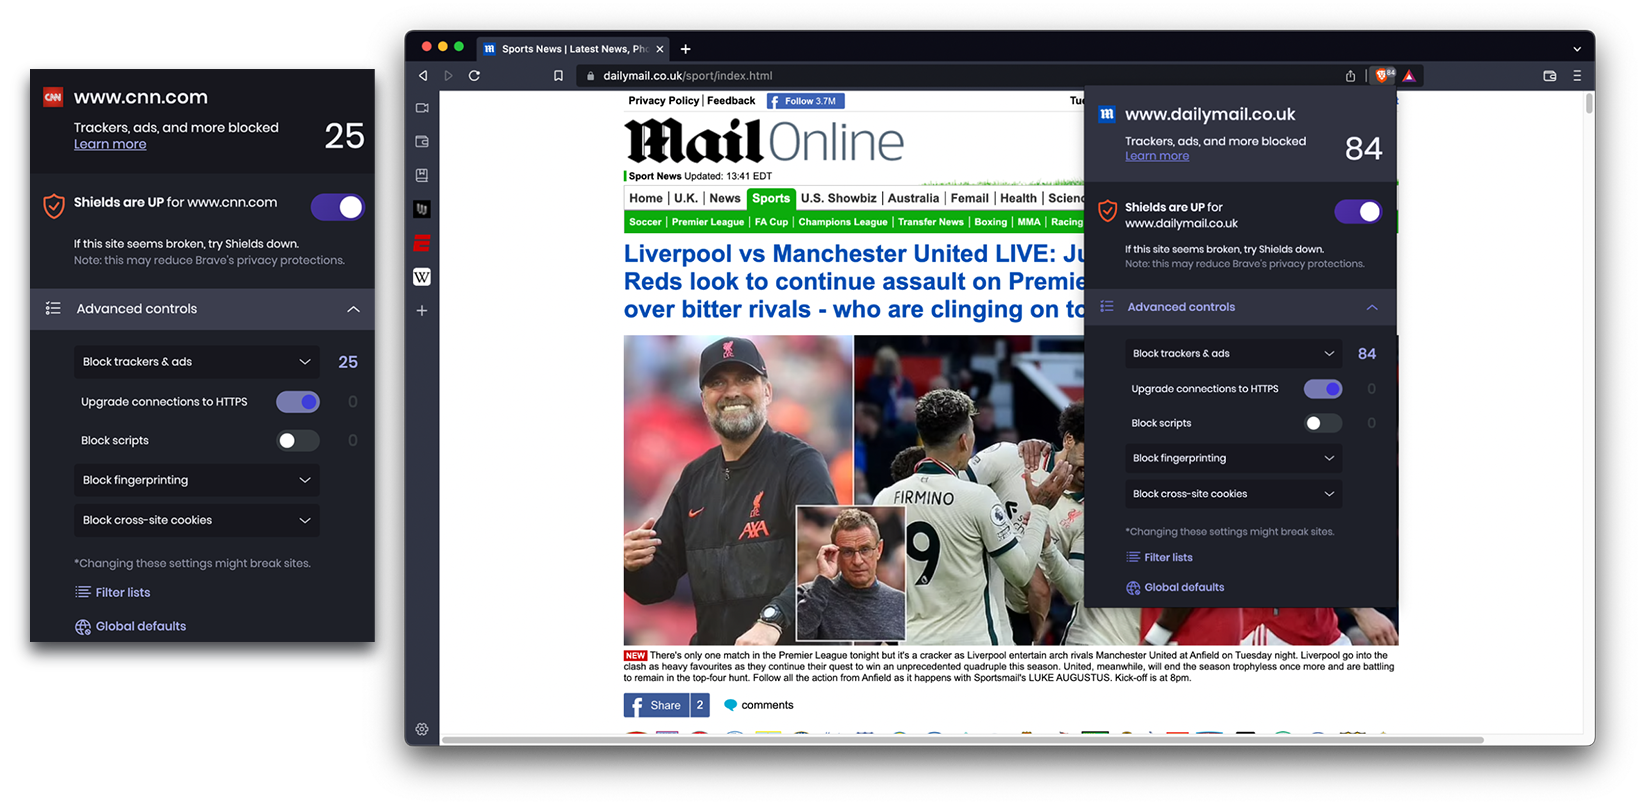 CNN
www.cnn.com
Trackers, ads, and more blocked
25
Learn more
Shields are UP for www.cnn.com
If this site seems broken, try Shields down.
Note: this may reduce Brave's privacy protections.
Advanced controls
Block trackers & ads
25
Upgrade connections to HTTPS
0
Block scripts
0
Block fingerprinting
Block cross-site cookies
*Changing these settings might break sites.
Filter lists
Global defaults
m Sports News | Latest News, Pho
dailymail.co.uk/sport/index.html
84
W
Privacy Policy | Feedback
f Follow 3.7M
Tue
Mail Online
Sport News Updated: 13:41 EDT
Home | U.K. | News Sports U.S. Showbiz | Australia | Femail | Health | Scienc
Soccer | Premier League | FA Cup | Champions League | Transfer News | Boxing | MMA | Racing
Liverpool vs Manchester United LIVE: Ju
Reds look to continue assault on Premie
over bitter rivals - who are clinging on to
AXA
FIRMINO
9
NEW There's only one match in the Premier League tonight but it's a cracker as Liverpool entertain arch rivals Manchester United at Anfield on Tuesday night. Liverpool go into the
clash as heavy favourites as they continue their quest to win an unprecedented quadruple this season. United, meanwhile, will end the season trophyless once more and are battling
to remain in the top-four hunt. Follow all the action from Anfield as it happens with Sportsmail's LUKE AUGUSTUS. Kick-off is at 8pm.
f Share 2
comments
m
www.dailymail.co.uk
Trackers, ads, and more blocked
84
Learn more
Shields are UP for
www.dailymail.co.uk
If this site seems broken, try Shields down.
Note: this may reduce Brave's privacy protections.
Advanced controls
Block trackers & ads
84
Upgrade connections to HTTPS
0
Block scripts
0
Block fingerprinting
Block cross-site cookies
*Changing these settings might break sites.
Filter lists
Global defaults